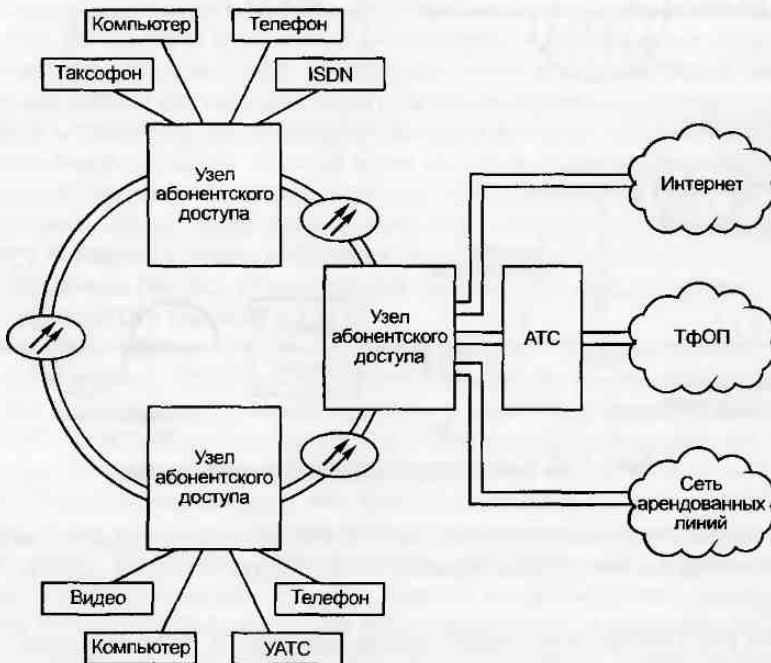 Компьютер
Телефон
Таксофон
ISDN
Узел
абонентского
доступа
Интернет
Узел
абонентского
доступа
АТС
ТфОП
Узел
абонентского
доступа
Сеть
арендованных
линий
Видео
Телефон
Компьютер
УАТС